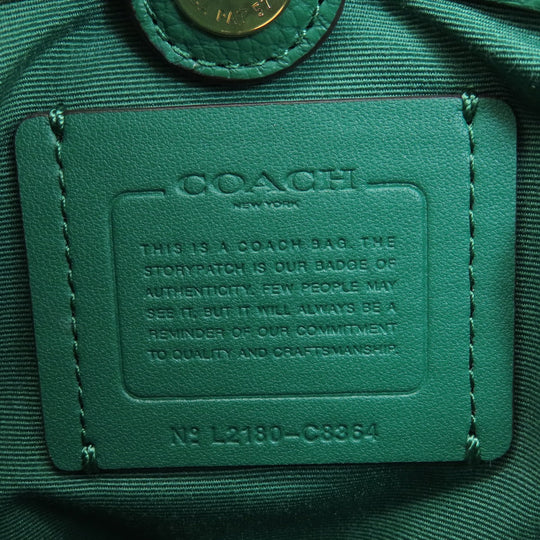 COACH
NEW YORK
THIS IS A COACH BAG. THE
STORYPATCH IS OUR BADGE OF
AUTHENTICITY. FEW PEOPLE MAY
SEE IT, BUT IT WILL ALWAYS BE A
REMINDER OF OUR COMMITMENT
TO QUALITY AND CRAFTSMANSHIP.
Nº L2180-C8364